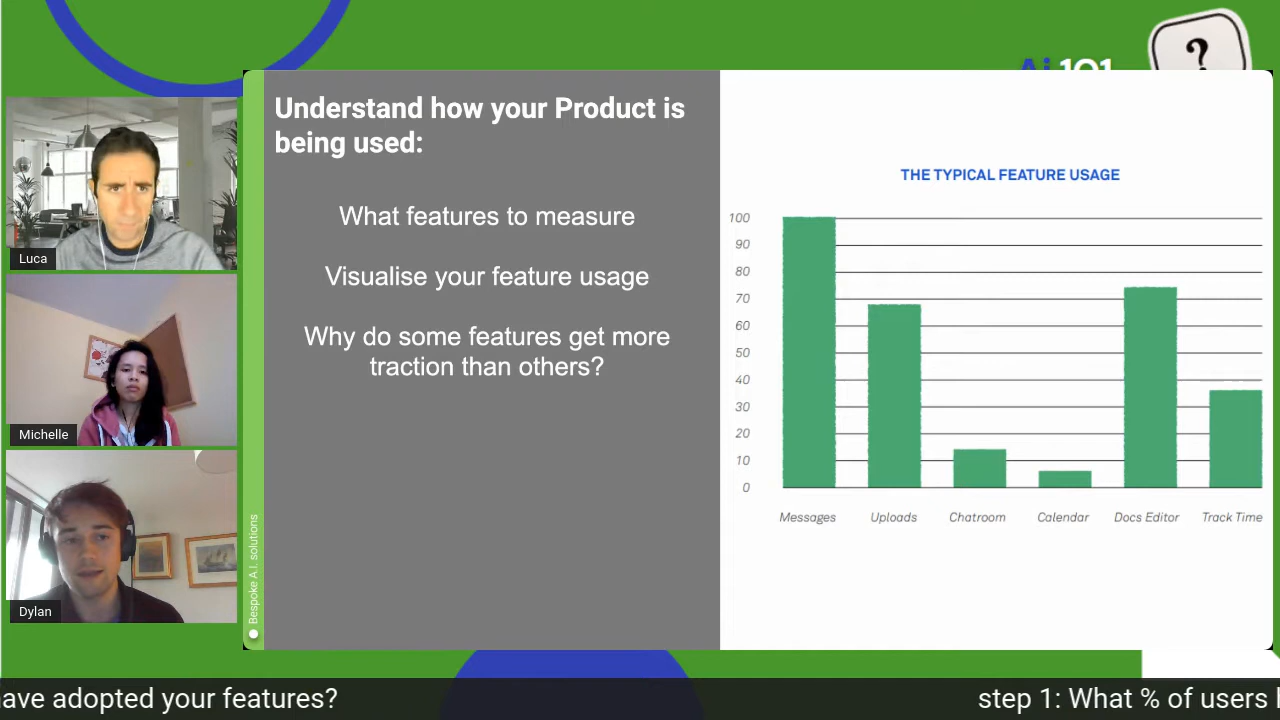 Ai 101
?
Understand how your Product is
being used:
What features to measure
Visualise your feature usage
Why do some features get more
traction than others?
Bespoke A.I. solutions
THE TYPICAL FEATURE USAGE
100
90
80
70
60
50
40
30
20
10
0
Messages Uploads Chatroom Calendar Docs Editor Track Time
Luca
Michelle
Dylan
have adopted your features? step 1: What % of users